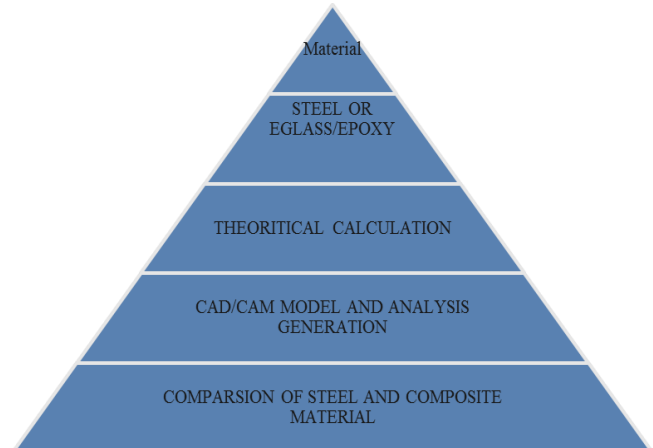 Material
STEEL OR
EGLASS/EPOXY
THEORITICAL CALCULATION
CAD/CAM MODEL AND ANALYSIS
GENERATION
COMPARSION OF STEEL AND COMPOSITE
MATERIAL